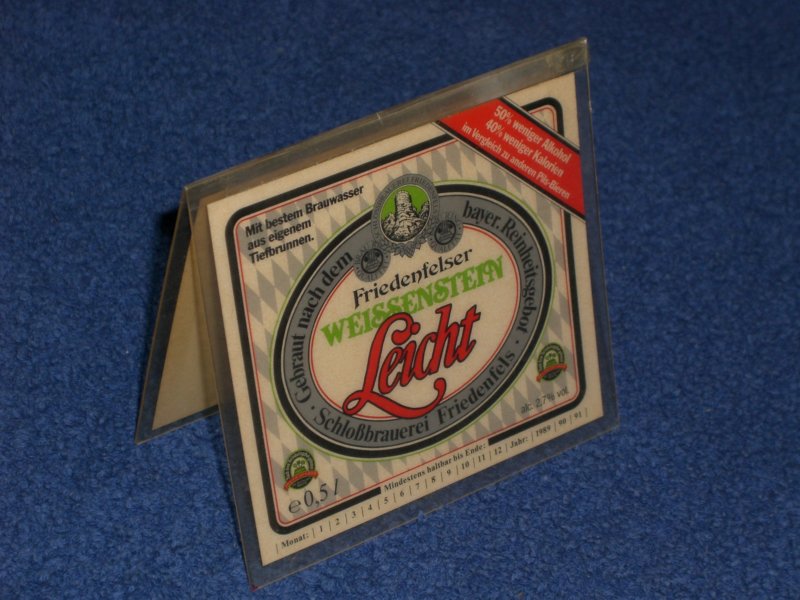 50% weniger Alkohol
40% weniger Kalorien
im Vergleich zu anderen Pils-Bieren
Mit bestem Brauwasser
aus eigenem
Tiefbrunnen.
Gebraut nach dem bayer. Reinheitsgebot
Friedenfelser
WEISSENSTEIN
Leicht
· Schloßbrauerei Friedenfels ·
alc. 2,7% vol.
e 0,5 l
Mindestens haltbar bis Ende:
Monat: | 1 | 2 | 3 | 4 | 5 | 6 | 7 | 8 | 9 | 10 | 11 | 12 | Jahr: | 1989 | 90 | 91 |